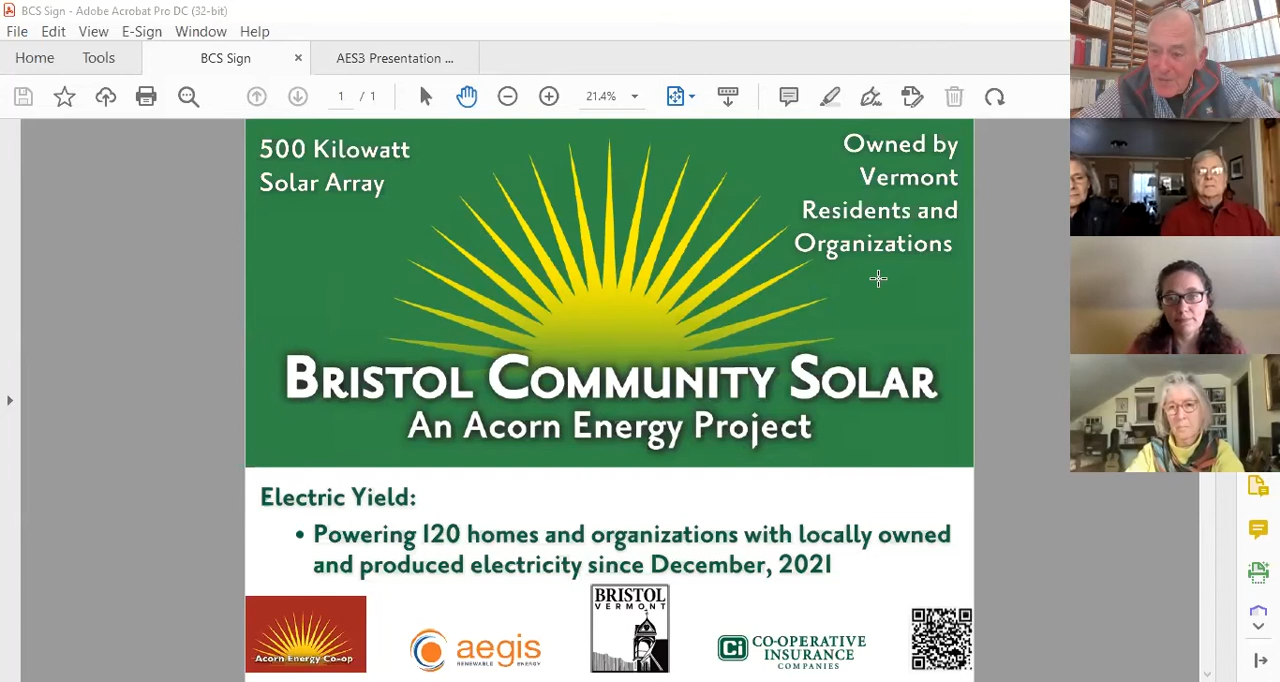 BCS Sign - Adobe Acrobat Pro DC (32-bit)
File Edit View E-Sign Window Help
Home Tools BCS Sign × AES3 Presentation ...
1 / 1 21.4%
500 Kilowatt
Solar Array
Owned by
Vermont
Residents and
Organizations
BRISTOL COMMUNITY SOLAR
An Acorn Energy Project
Electric Yield:
• Powering 120 homes and organizations with locally owned
and produced electricity since December, 2021
Acorn Energy Co-op
aegis
RENEWABLE ENERGY
BRISTOL
VERMONT
Ci CO-OPERATIVE
INSURANCE
COMPANIES